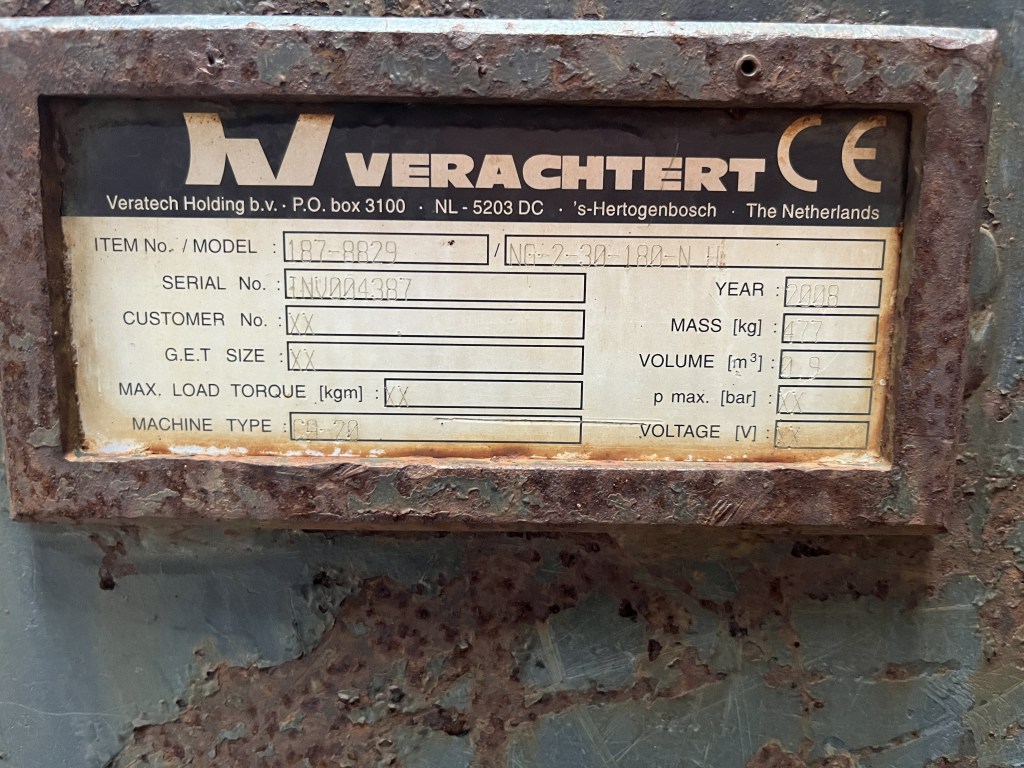 VERACHTERT CE
Veratech Holding b.v. · P.O. box 3100 · NL - 5203 DC · 's-Hertogenbosch · The Netherlands
ITEM No. / MODEL : 187-8829 / NG-2-30-180-N H
SERIAL No. : INV004387 YEAR : 2008
CUSTOMER No. : XX MASS [kg] : 477
G.E.T SIZE : XX VOLUME [m³] : 0.9
MAX. LOAD TORQUE [kgm] : XX p max. [bar] : XX
MACHINE TYPE : VOLTAGE [V] : XX